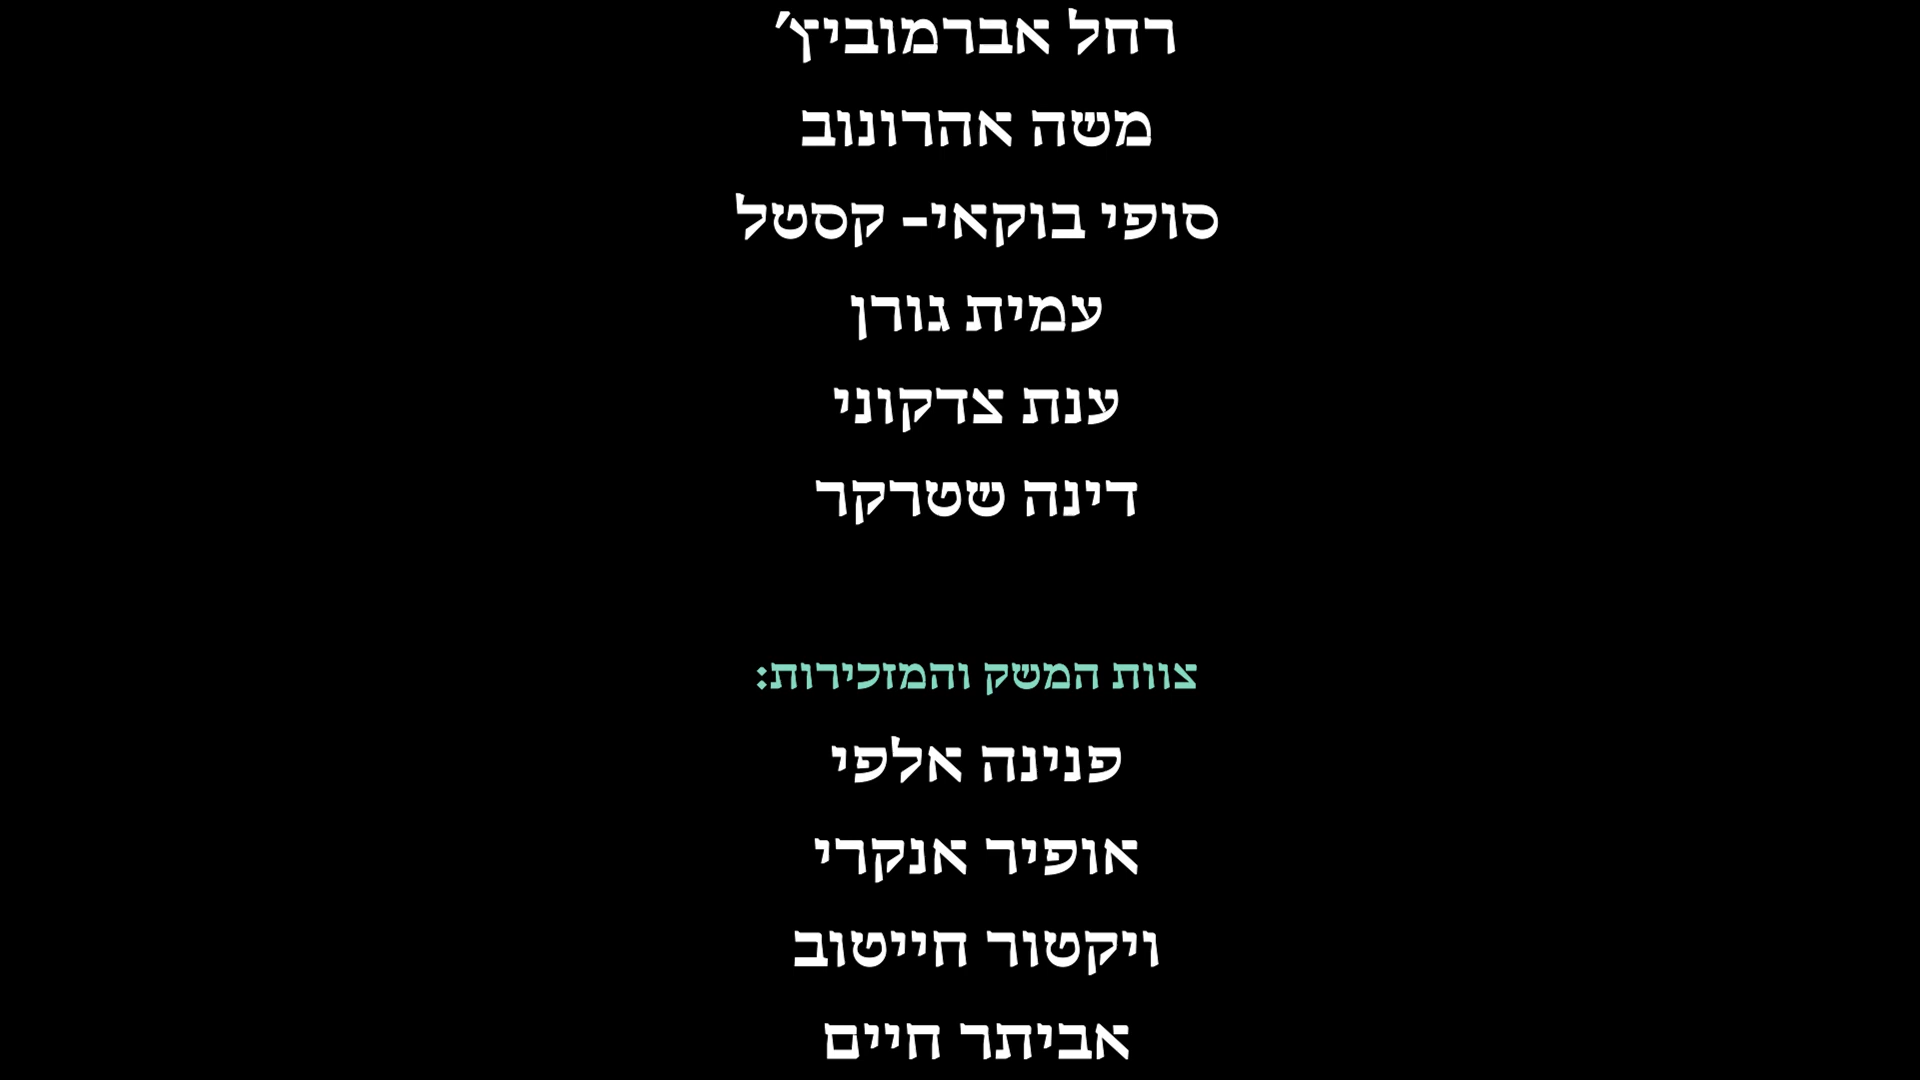 רחל אברמוביץ'
משה אהרונוב
סופי בוקאי- קסטל
עמית גורן
ענת צדקוני
דינה שטרקר
צוות המשק והמזכירות:
פנינה אלפי
אופיר אנקרי
ויקטור חייטוב
אביתר חיים